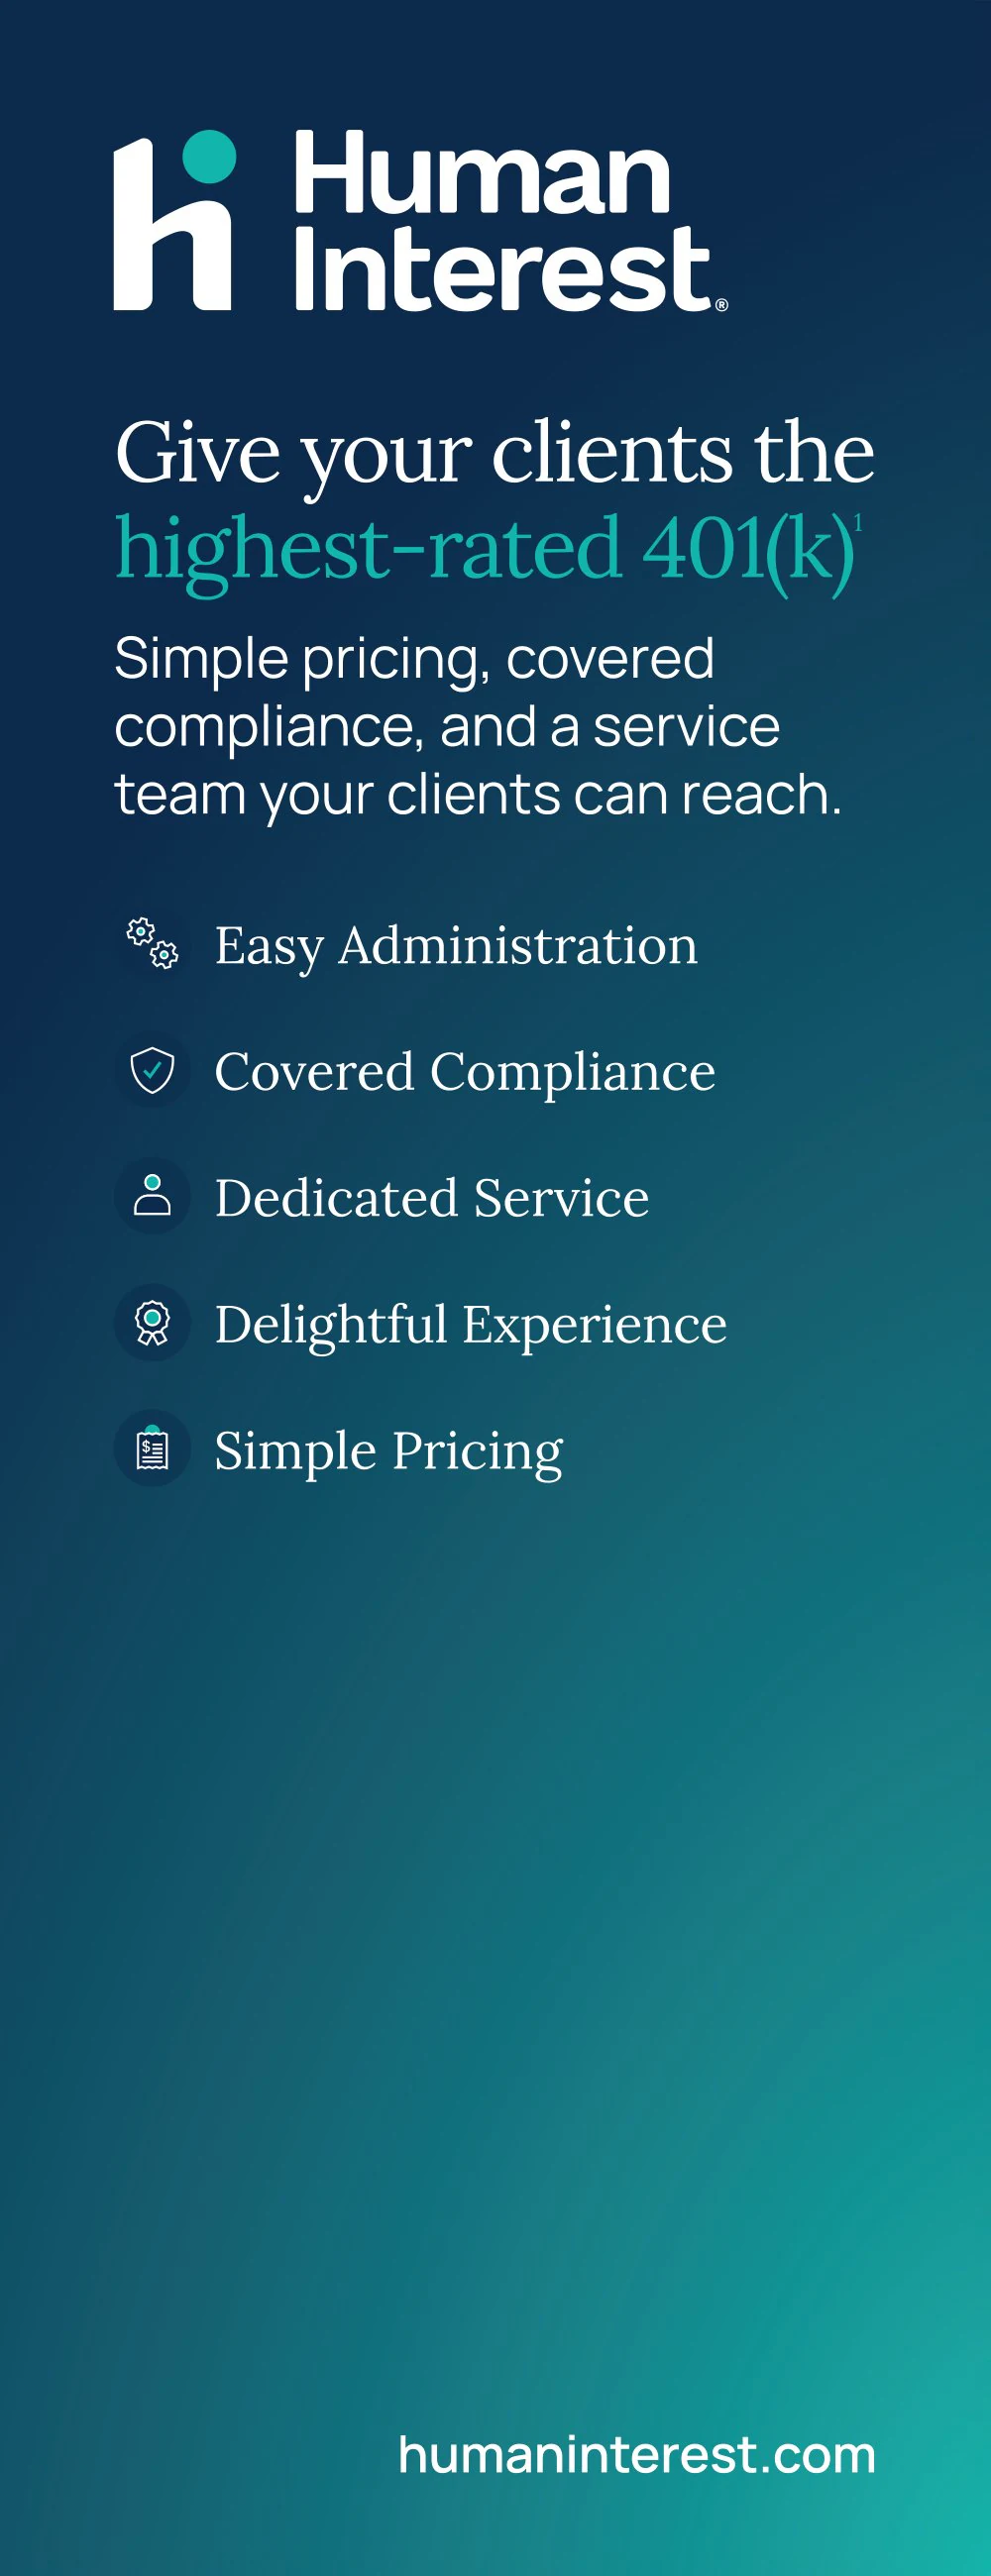 Human
Interest®
Give your clients the
highest-rated 401(k)¹
Simple pricing, covered
compliance, and a service
team your clients can reach.
Easy Administration
Covered Compliance
Dedicated Service
Delightful Experience
Simple Pricing
humaninterest.com